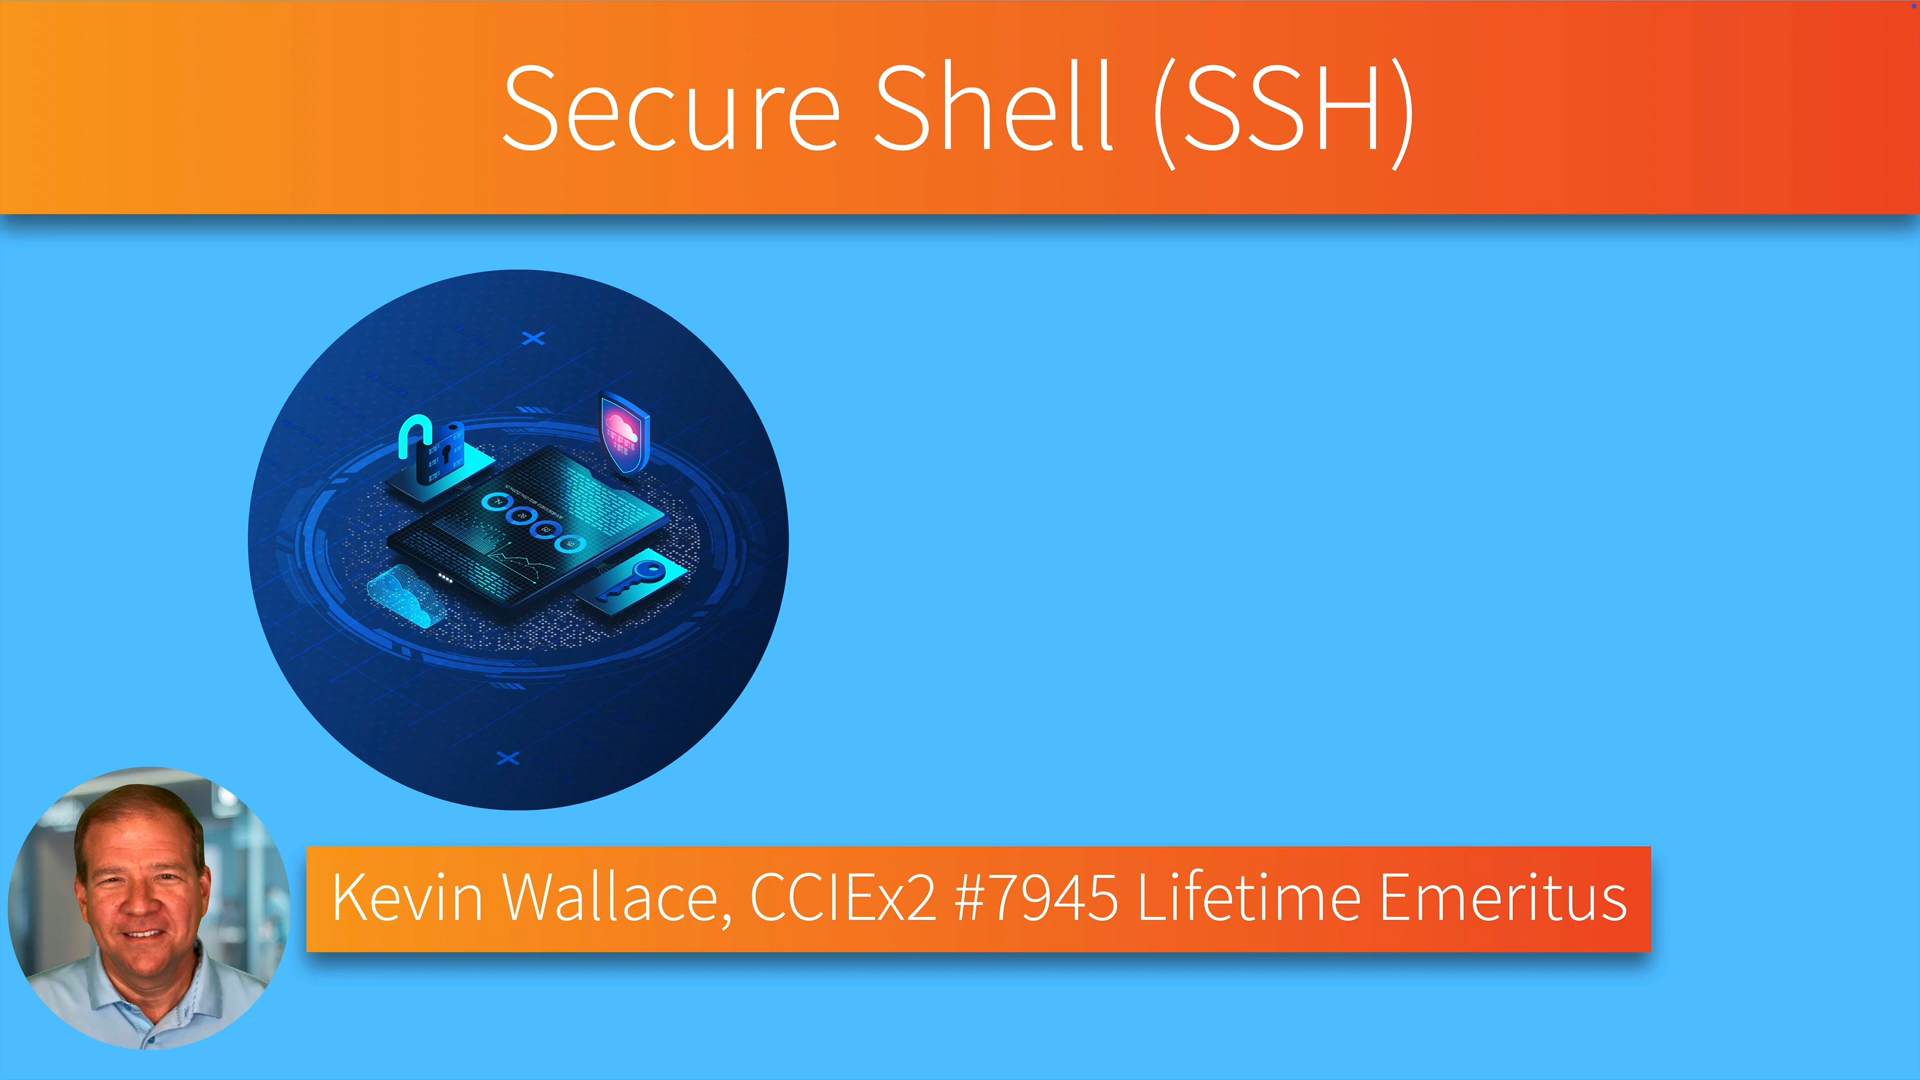 Secure Shell (SSH)
Kevin Wallace, CCIEx2 #7945 Lifetime Emeritus